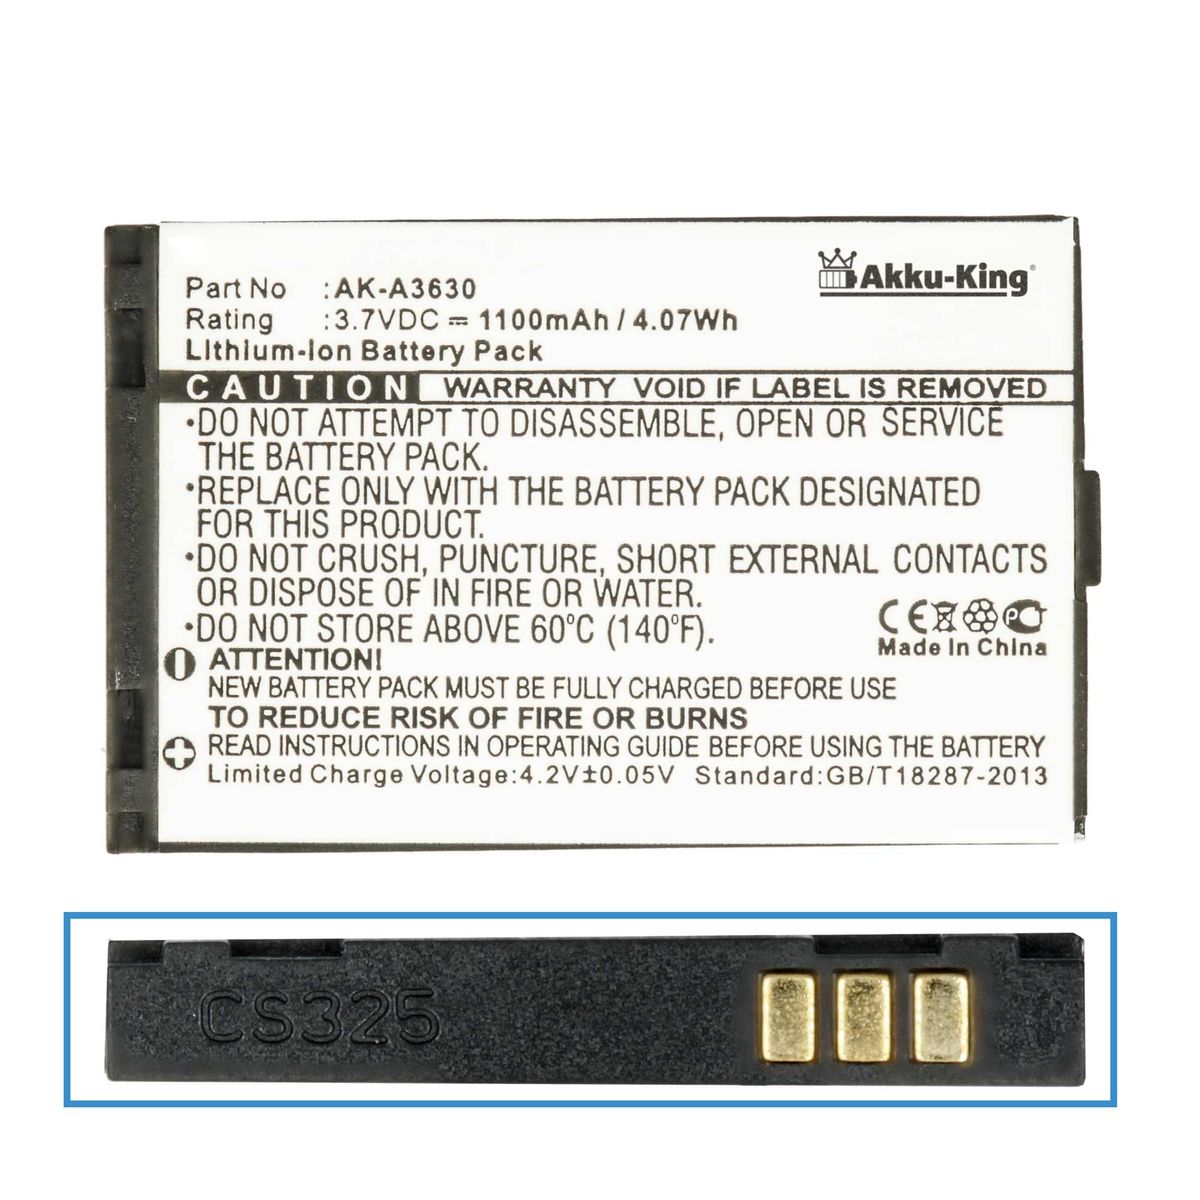 Akku-King®
Part No :AK-A3630
Rating :3.7VDC ⎓ 1100mAh / 4.07Wh
Lithium-Ion Battery Pack
CAUTION WARRANTY VOID IF LABEL IS REMOVED
•DO NOT ATTEMPT TO DISASSEMBLE, OPEN OR SERVICE
THE BATTERY PACK.
•REPLACE ONLY WITH THE BATTERY PACK DESIGNATED
FOR THIS PRODUCT.
•DO NOT CRUSH, PUNCTURE, SHORT EXTERNAL CONTACTS
OR DISPOSE OF IN FIRE OR WATER.
•DO NOT STORE ABOVE 60°C (140°F).
CE
Made in China
ATTENTION!
NEW BATTERY PACK MUST BE FULLY CHARGED BEFORE USE
TO REDUCE RISK OF FIRE OR BURNS
READ INSTRUCTIONS IN OPERATING GUIDE BEFORE USING THE BATTERY
Limited Charge Voltage:4.2V±0.05V Standard:GB/T18287-2013
CS325